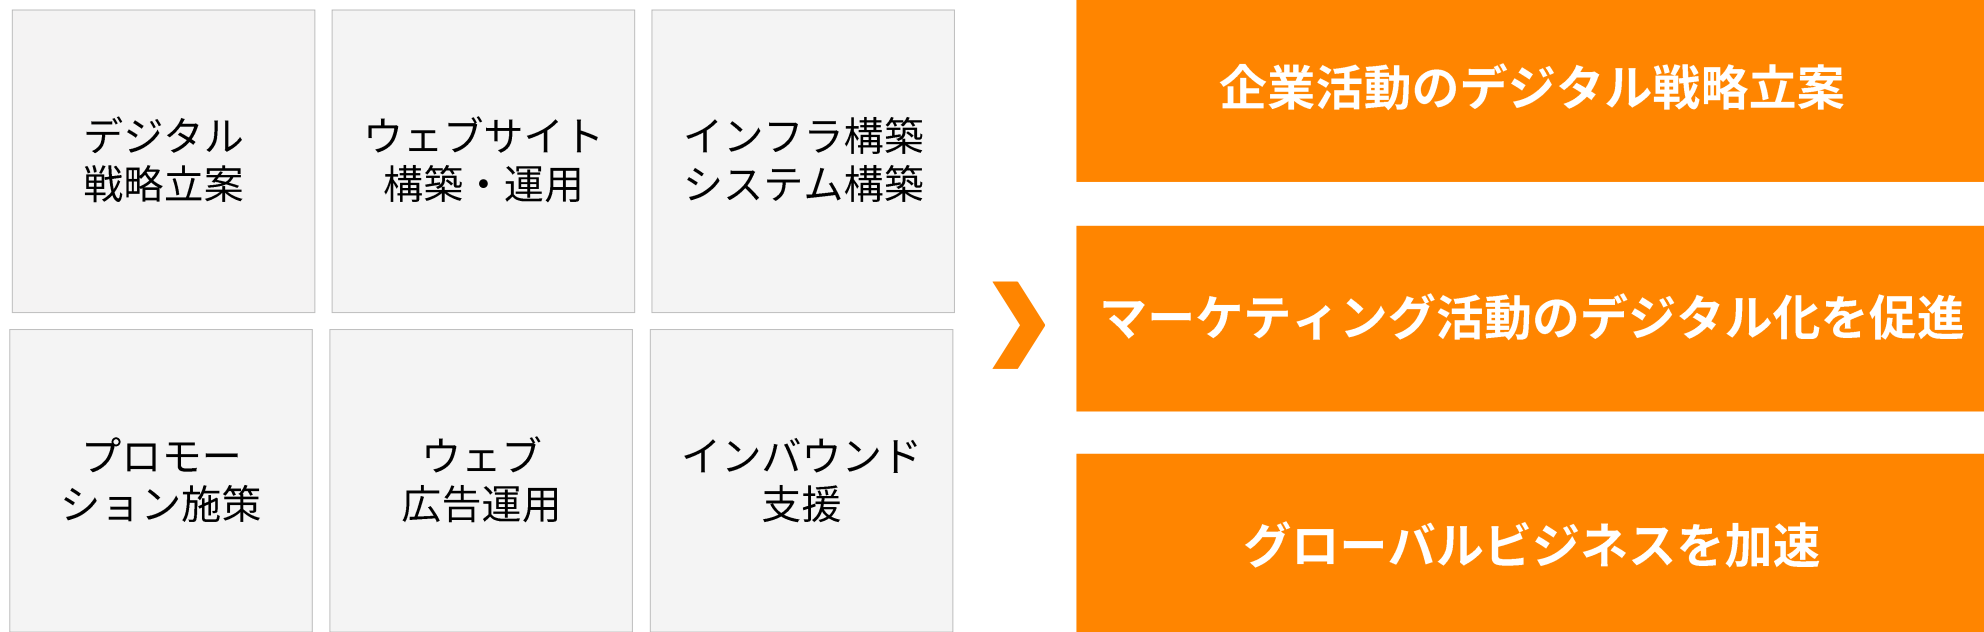 デジタル
戦略立案
ウェブサイト
構築・運用
インフラ構築
システム構築
プロモー
ション施策
ウェブ
広告運用
インバウンド
支援
企業活動のデジタル戦略立案
マーケティング活動のデジタル化を促進
グローバルビジネスを加速